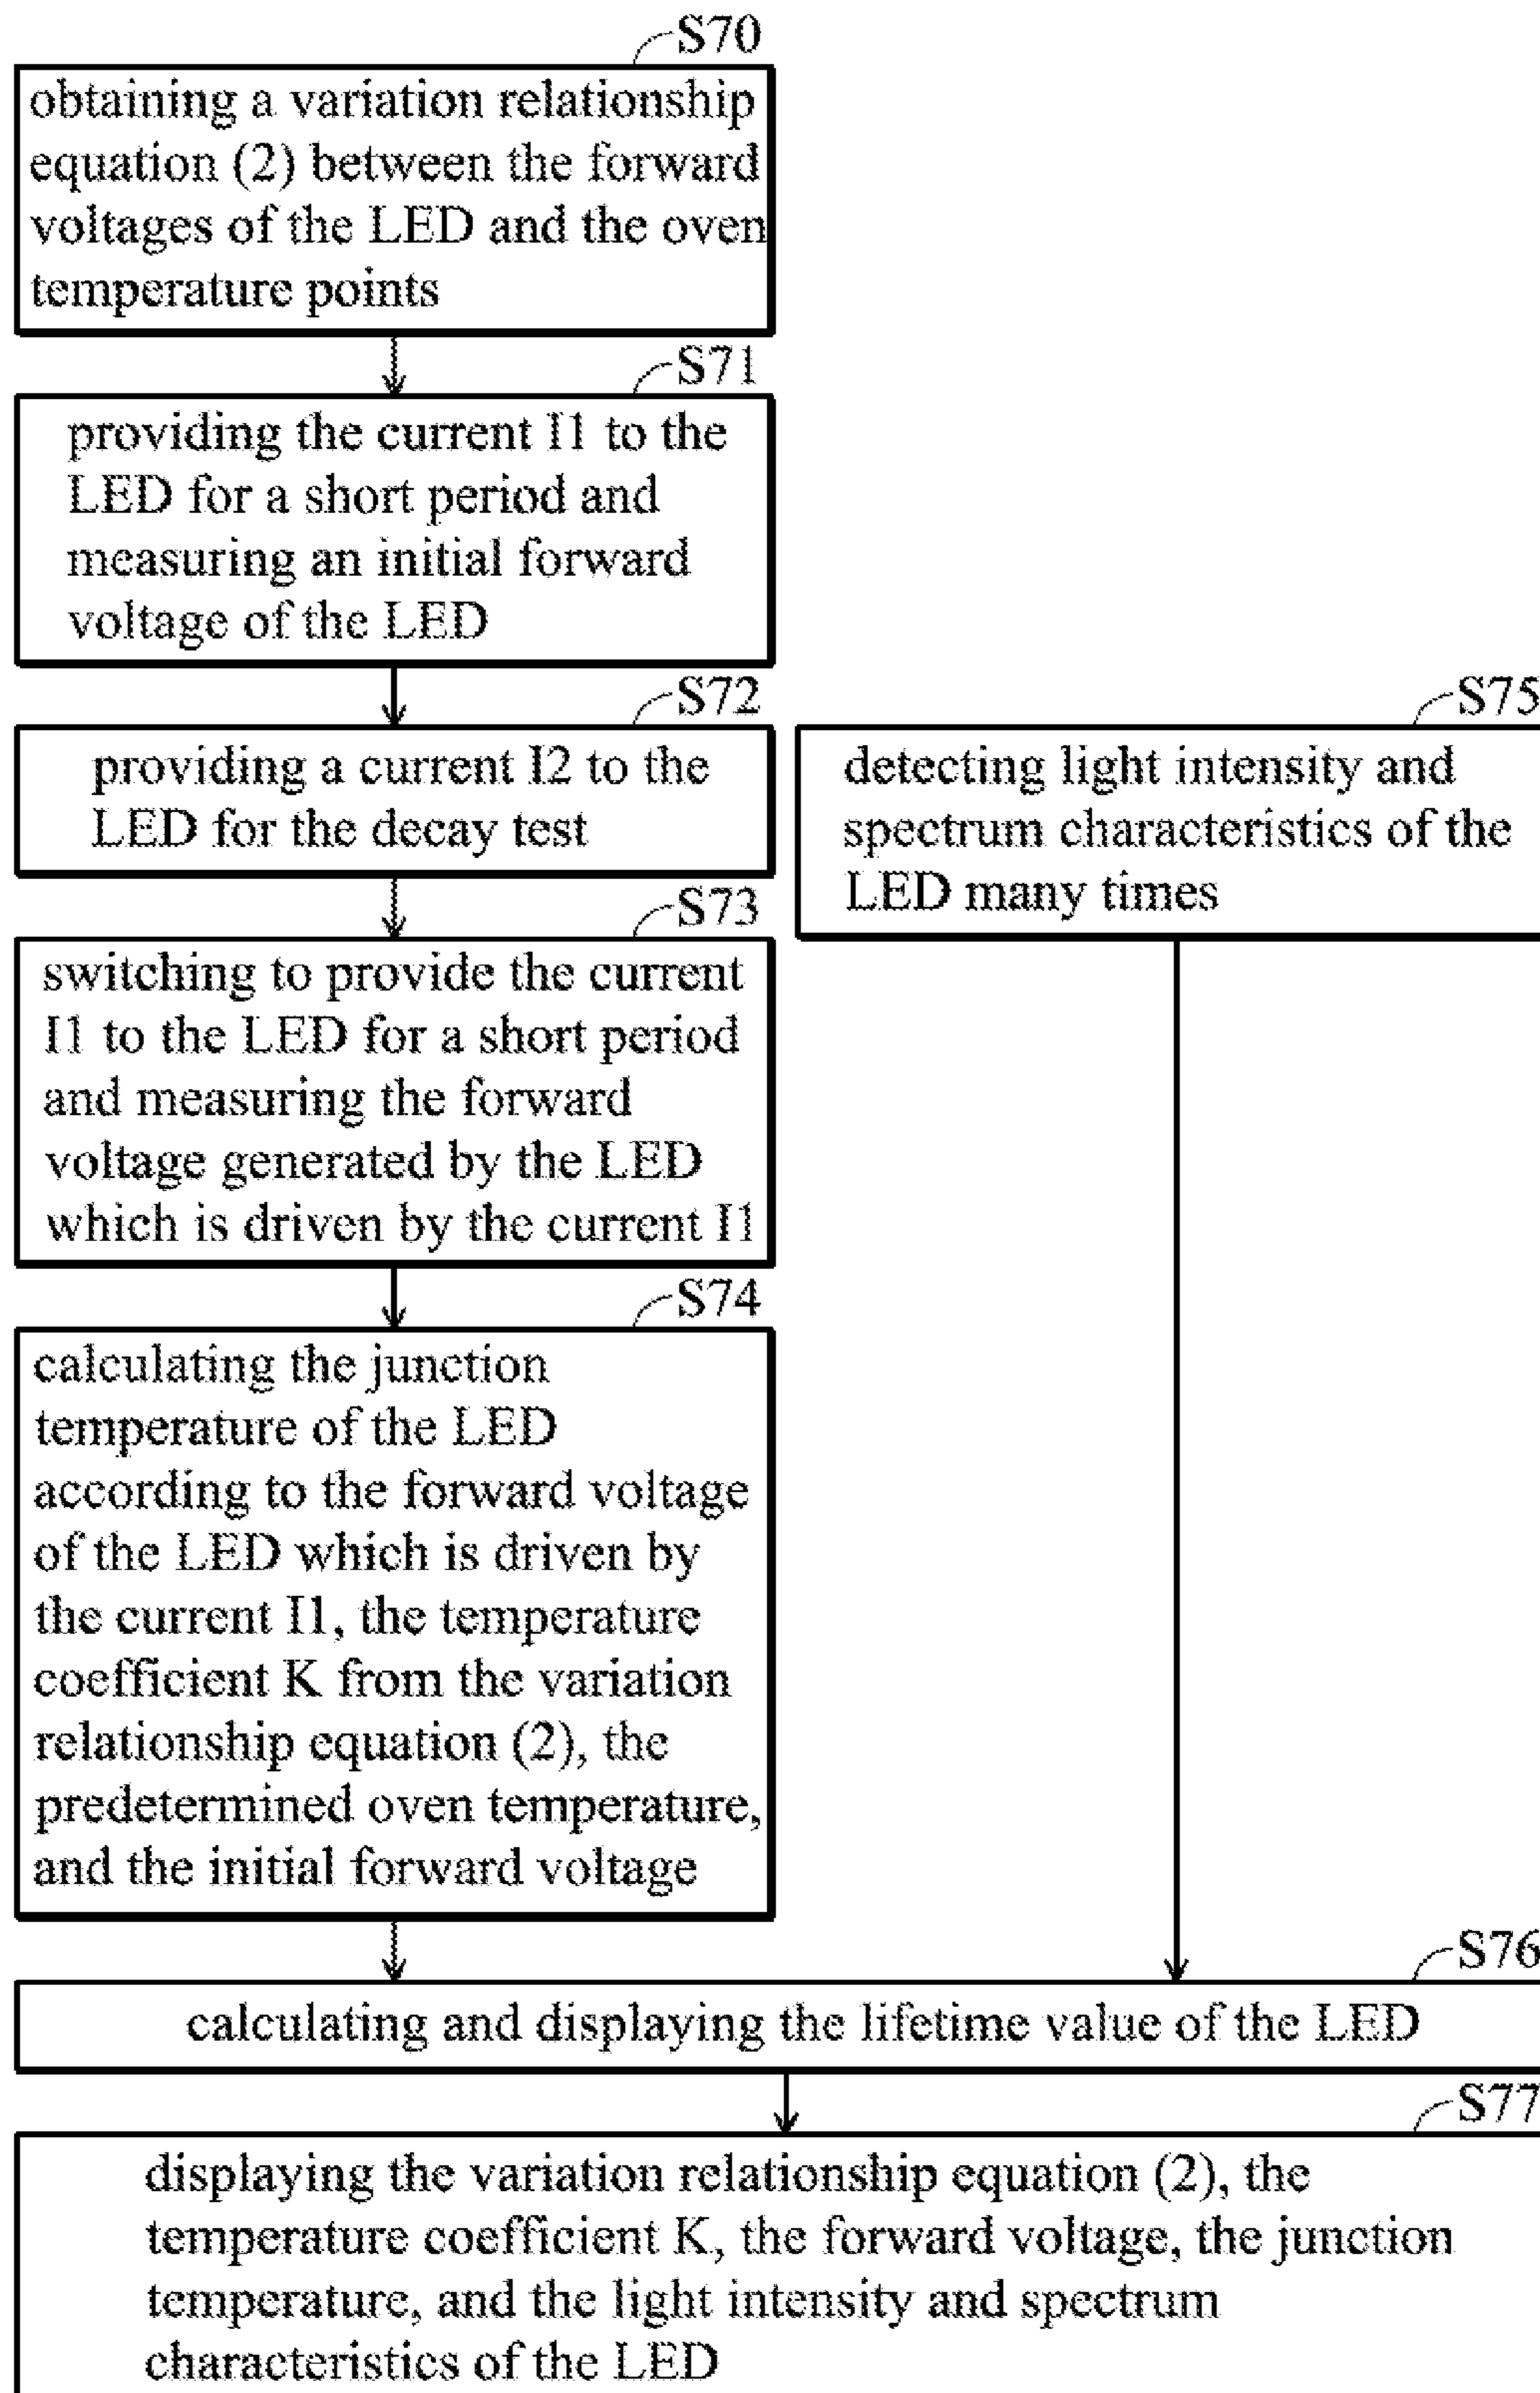 S70
obtaining a variation relationship
equation (2) between the forward
voltages of the LED and the oven
temperature points
S71
providing the current I1 to the
LED for a short period and
measuring an initial forward
voltage of the LED
S72
providing a current I2 to the
LED for the decay test
S75
detecting light intensity and
spectrum characteristics of the
LED many times
S73
switching to provide the current
I1 to the LED for a short period
and measuring the forward
voltage generated by the LED
which is driven by the current I1
S74
calculating the junction
temperature of the LED
according to the forward voltage
of the LED which is driven by
the current I1, the temperature
coefficient K from the variation
relationship equation (2), the
predetermined oven temperature,
and the initial forward voltage
S76
calculating and displaying the lifetime value of the LED
S77
displaying the variation relationship equation (2), the
temperature coefficient K, the forward voltage, the junction
temperature, and the light intensity and spectrum
characteristics of the LED